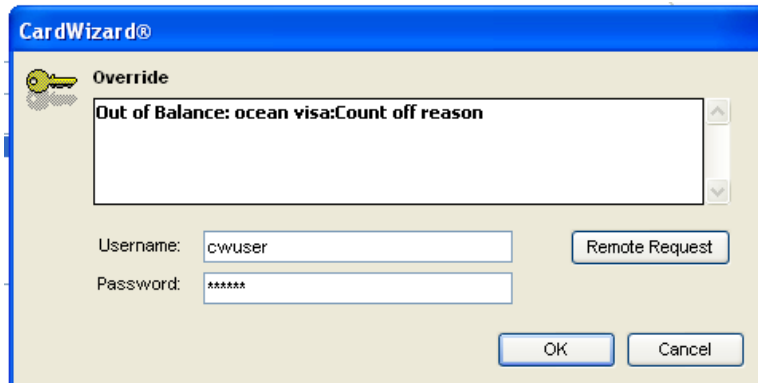 CardWizard®
Override
Out of Balance: ocean visa:Count off reason
Username: cwuser Remote Request
Password: ******
OK Cancel